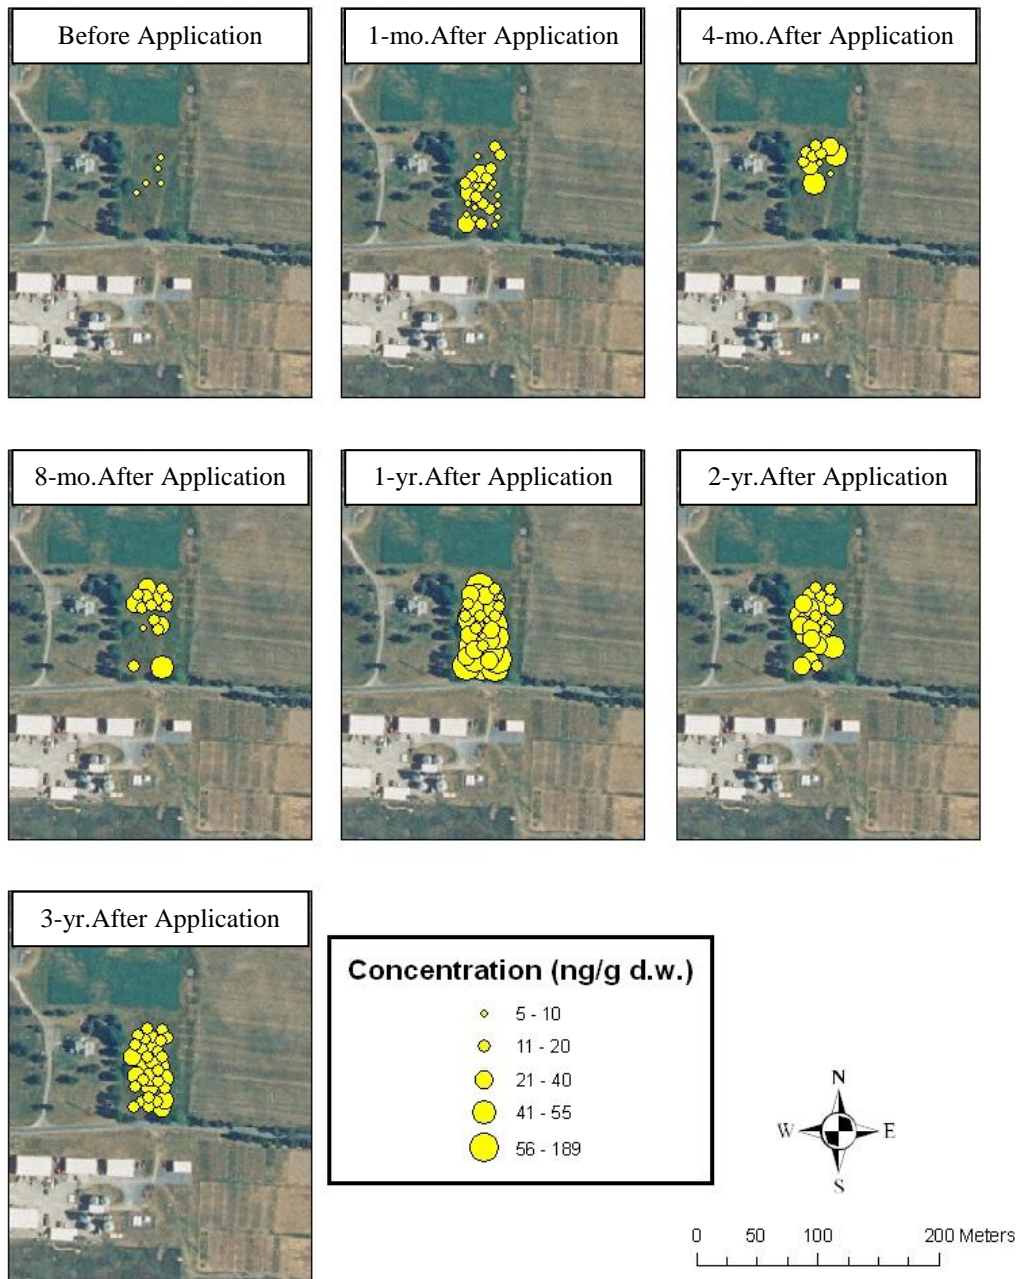 Before Application
1-mo.After Application
4-mo.After Application
8-mo.After Application
1-yr.After Application
2-yr.After Application
3-yr.After Application
Concentration (ng/g d.w.)
5 - 10
11 - 20
21 - 40
41 - 55
56 - 189
N
W E
S
0 50 100 200 Meters